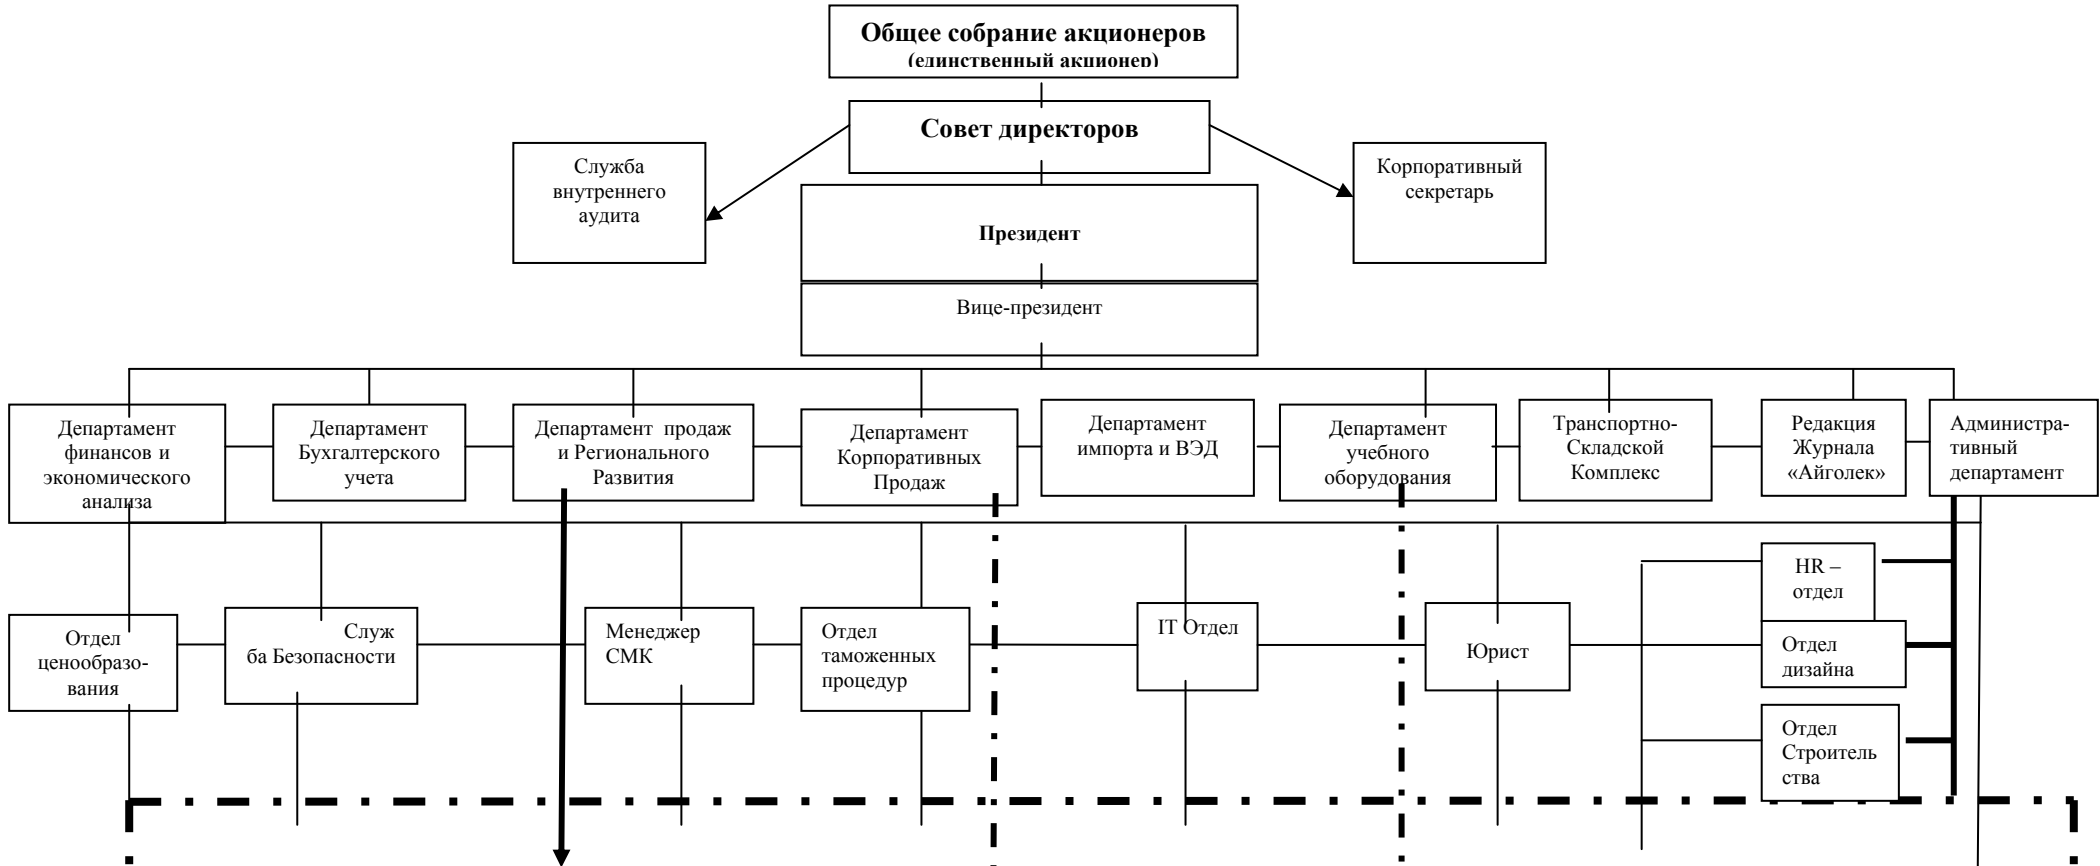 Общее собрание акционеров
(единственный акционер)
Совет директоров
Служба
внутреннего
аудита
Корпоративный
секретарь
Президент
Вице-президент
Департамент
финансов и
экономического
анализа
Департамент
Бухгалтерского
учета
Департамент продаж
и Регионального
Развития
Департамент
Корпоративных
Продаж
Департамент
импорта и ВЭД
Департамент
учебного
оборудования
Транспортно-
Складской
Комплекс
Редакция
Журнала
«Айголек»
Администра-
тивный
департамент
HR –
отдел
Отдел
ценообразо-
вания
Служ
ба Безопасности
Менеджер
СМК
Отдел
таможенных
процедур
IT Отдел
Юрист
Отдел
дизайна
Отдел
Строитель
ства